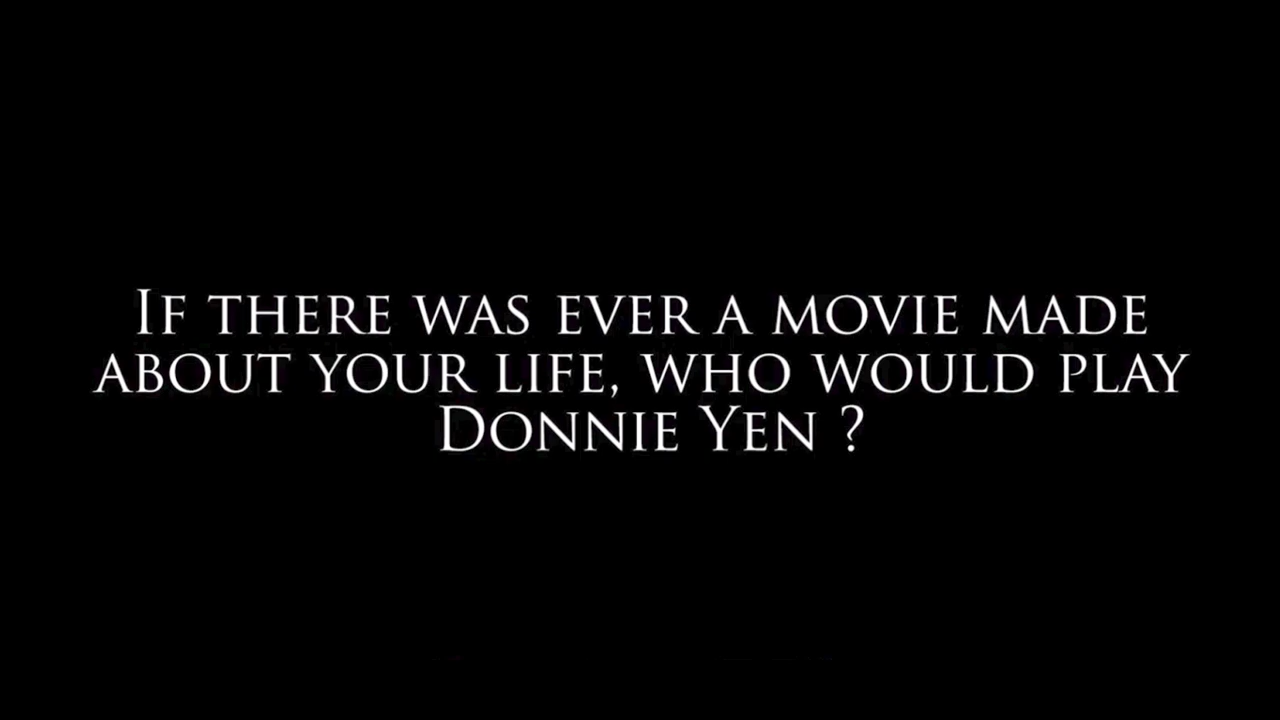 If there was ever a movie made
about your life, who would play
Donnie Yen ?